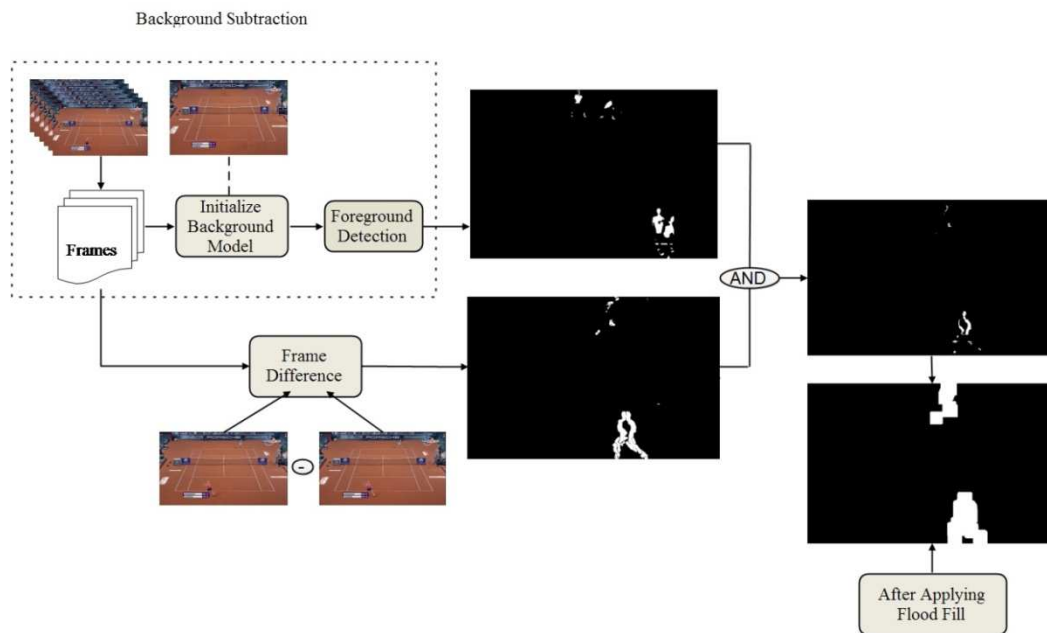 Background Subtraction
Initialize
Background
Model
Foreground
Detection
Frames
AND
Frame
Difference
-
After Applying
Flood Fill